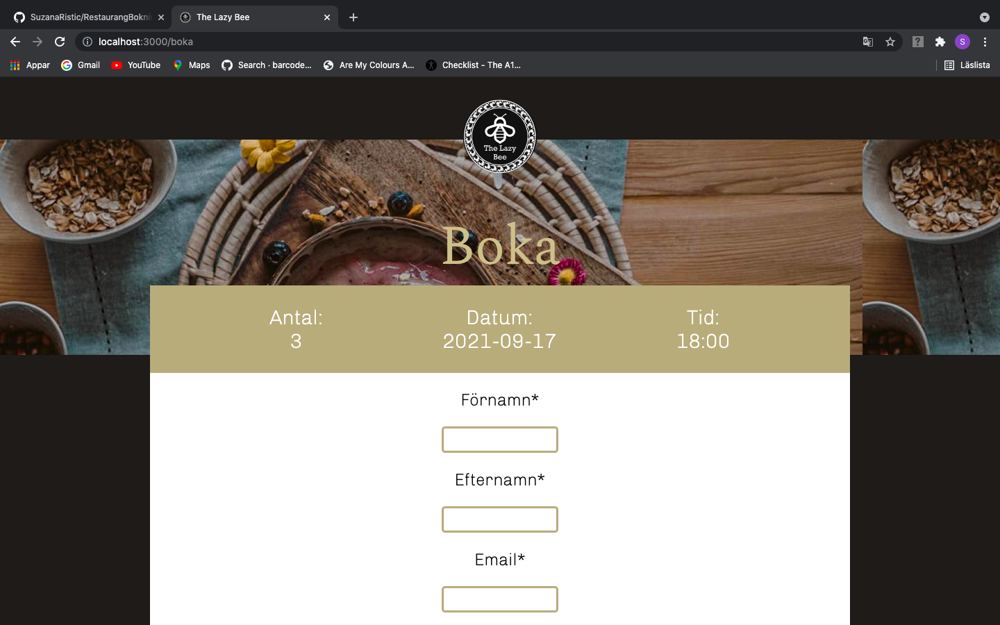 SuzanaRistic/RestaurangBokni
The Lazy Bee
localhost:3000/boka
S
Appar
Gmail
YouTube
Maps
Search · barcode...
Are My Colours A...
Checklist - The A1...
Läslista
The Lazy
Bee
Boka
Antal:
3
Datum:
2021-09-17
Tid:
18:00
Förnamn*
Efternamn*
Email*